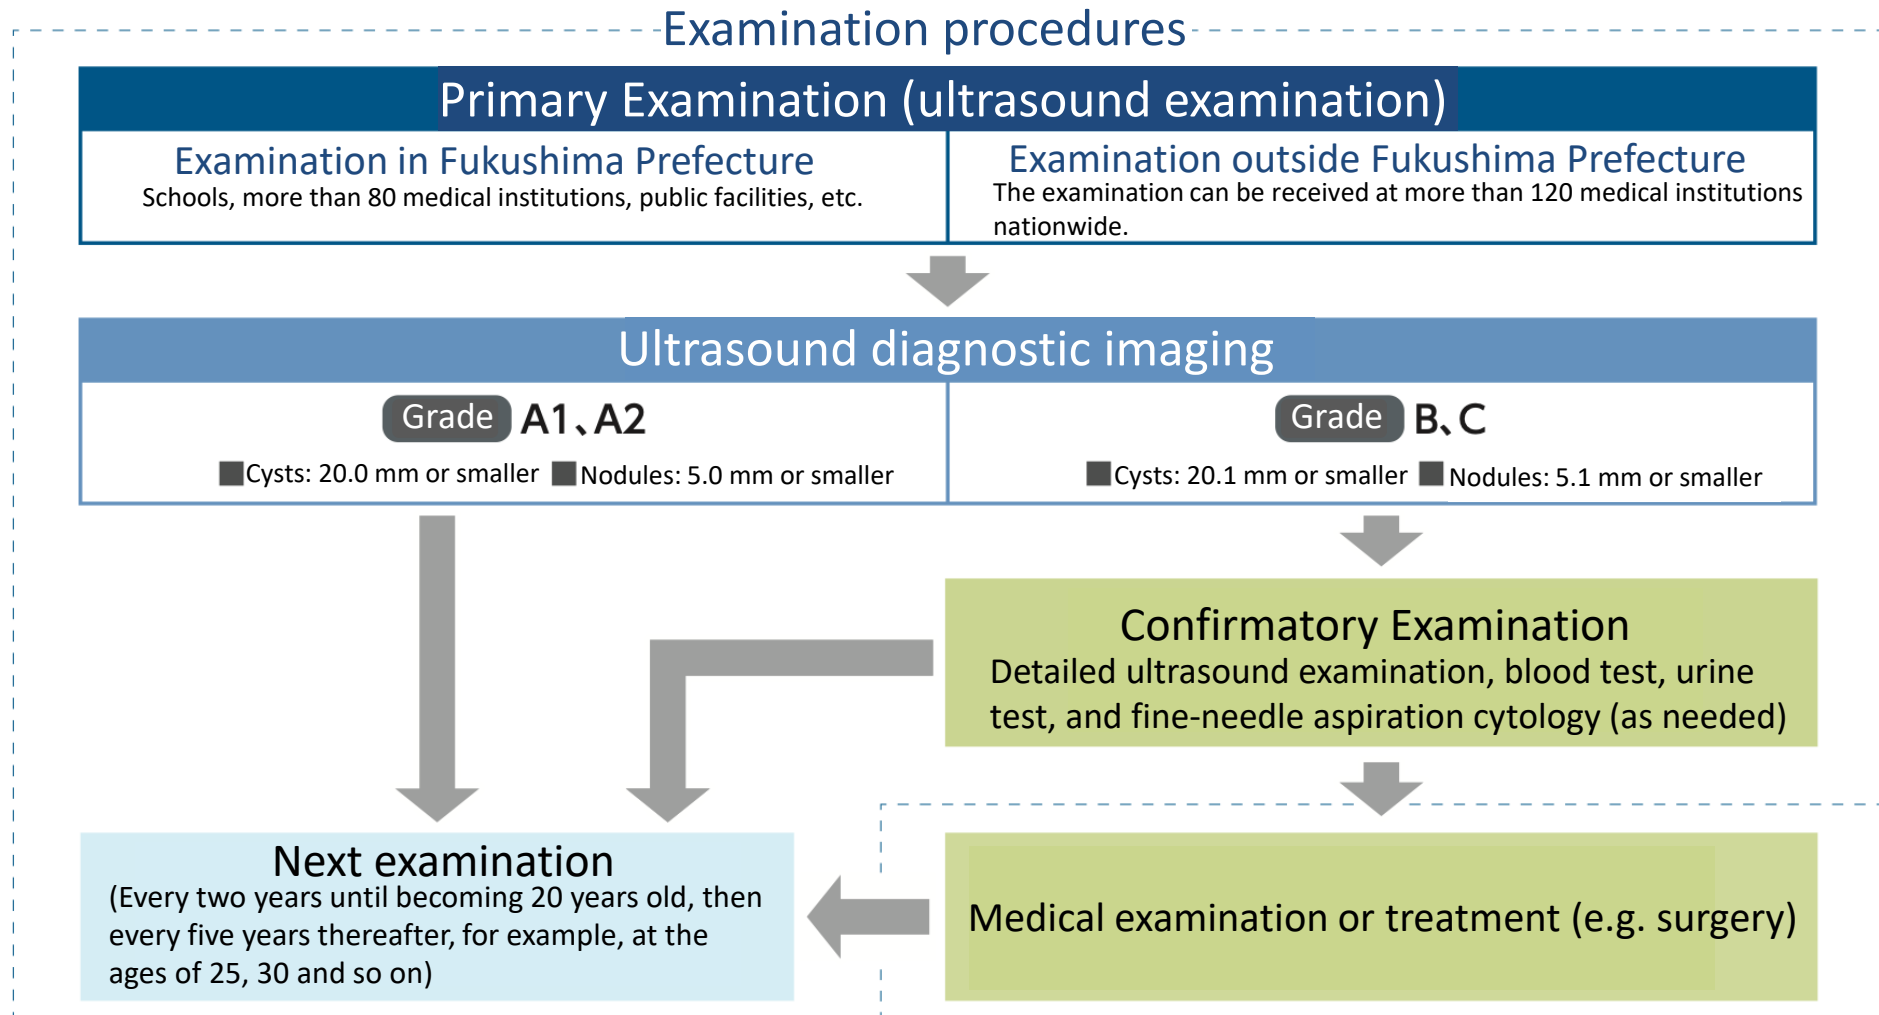 Examination procedures
Primary Examination (ultrasound examination)
Examination in Fukushima Prefecture
Schools, more than 80 medical institutions, public facilities, etc.
Examination outside Fukushima Prefecture
The examination can be received at more than 120 medical institutions
nationwide.
Ultrasound diagnostic imaging
Grade A1、A2
■Cysts: 20.0 mm or smaller ■Nodules: 5.0 mm or smaller
Grade B、C
■Cysts: 20.1 mm or smaller ■Nodules: 5.1 mm or smaller
Confirmatory Examination
Detailed ultrasound examination, blood test, urine
test, and fine-needle aspiration cytology (as needed)
Next examination
(Every two years until becoming 20 years old, then
every five years thereafter, for example, at the
ages of 25, 30 and so on)
Medical examination or treatment (e.g. surgery)